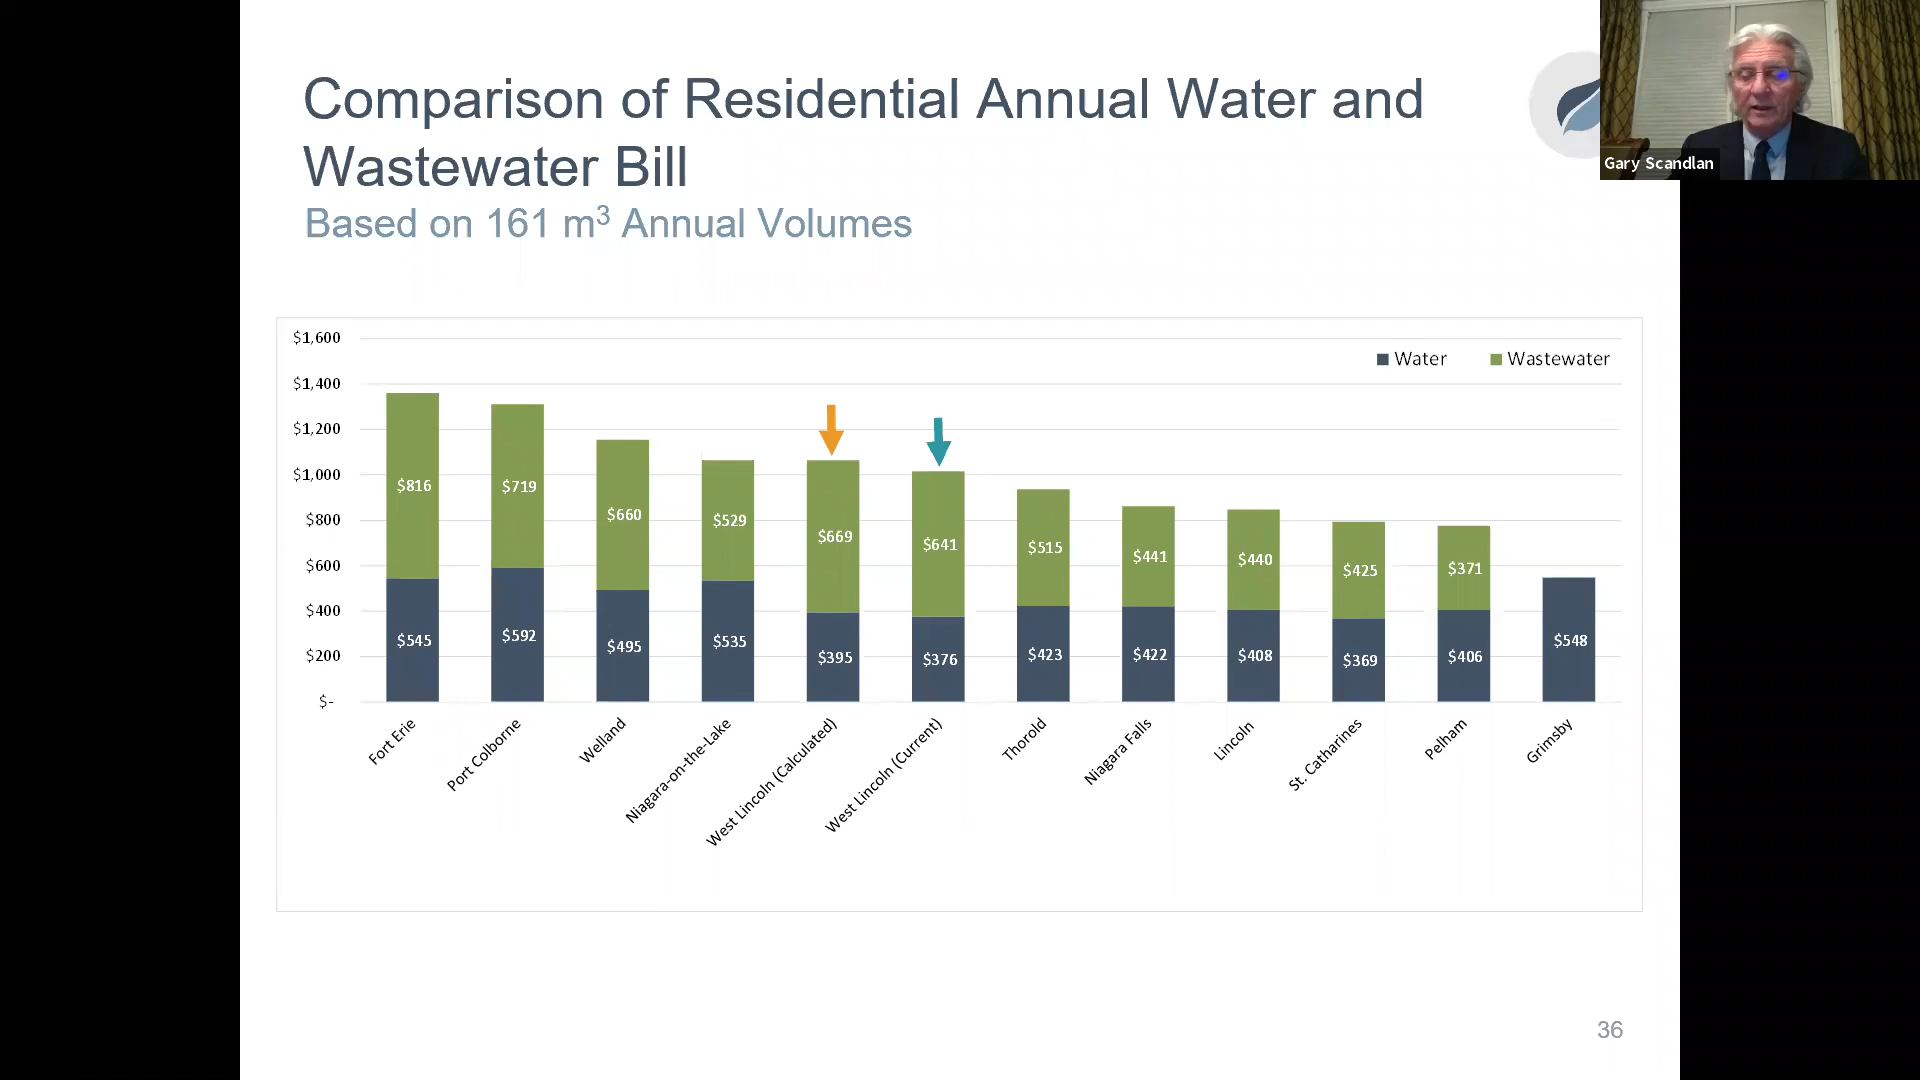 Comparison of Residential Annual Water and
Wastewater Bill
Based on 161 m³ Annual Volumes
Gary Scandlan
$1,600
$1,400
$1,200
$1,000
$800
$600
$400
$200
$-
Water
Wastewater
$816
$719
$660
$529
$669
$641
$515
$441
$440
$425
$371
$545
$592
$495
$535
$395
$376
$423
$422
$408
$369
$406
$548
Fort Erie
Port Colborne
Welland
Niagara-on-the-Lake
West Lincoln (Calculated)
West Lincoln (Current)
Thorold
Niagara Falls
Lincoln
St. Catharines
Pelham
Grimsby
36